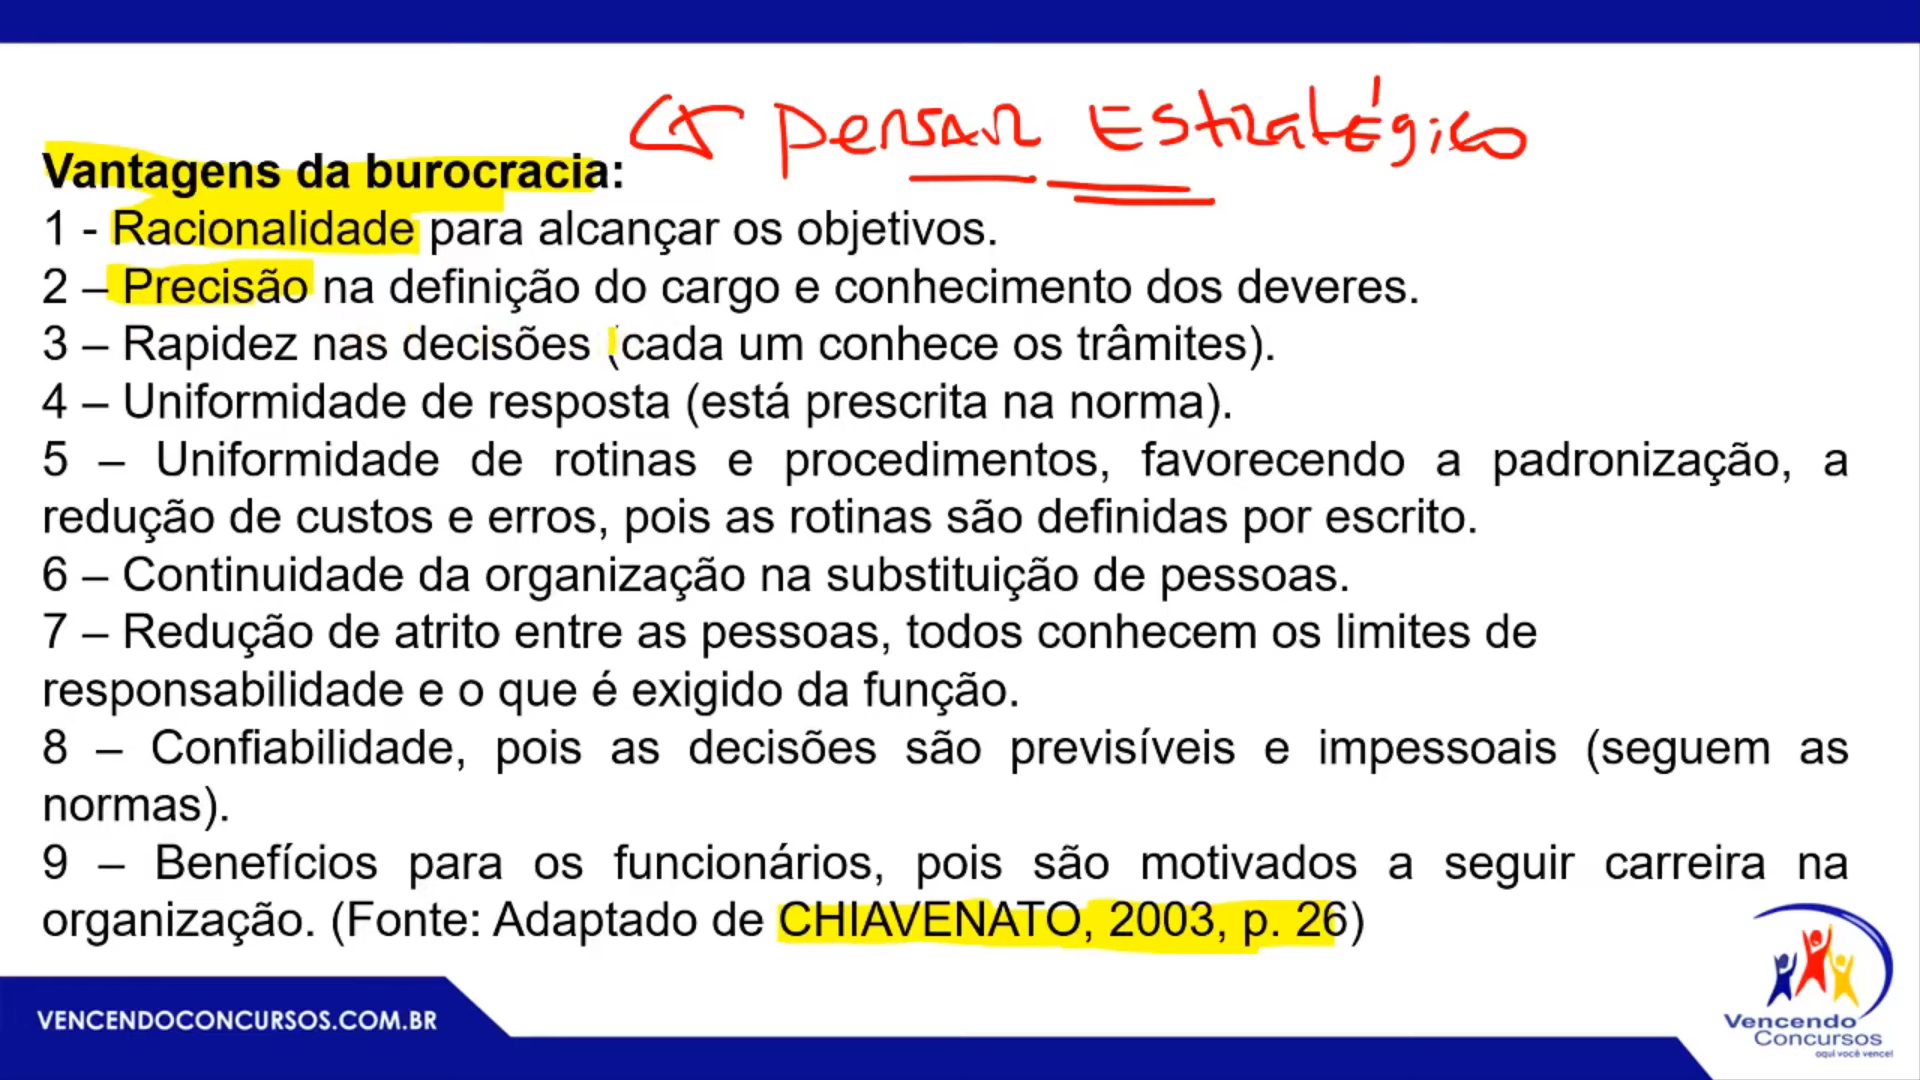 Pensar Estratégico
Vantagens da burocracia:
1 - Racionalidade para alcançar os objetivos.
2 – Precisão na definição do cargo e conhecimento dos deveres.
3 – Rapidez nas decisões (cada um conhece os trâmites).
4 – Uniformidade de resposta (está prescrita na norma).
5 – Uniformidade de rotinas e procedimentos, favorecendo a padronização, a
redução de custos e erros, pois as rotinas são definidas por escrito.
6 – Continuidade da organização na substituição de pessoas.
7 – Redução de atrito entre as pessoas, todos conhecem os limites de
responsabilidade e o que é exigido da função.
8 – Confiabilidade, pois as decisões são previsíveis e impessoais (seguem as
normas).
9 – Benefícios para os funcionários, pois são motivados a seguir carreira na
organização. (Fonte: Adaptado de CHIAVENATO, 2003, p. 26)
VENCENDOCONCURSOS.COM.BR
Vencendo
Concursos
aqui você vence!